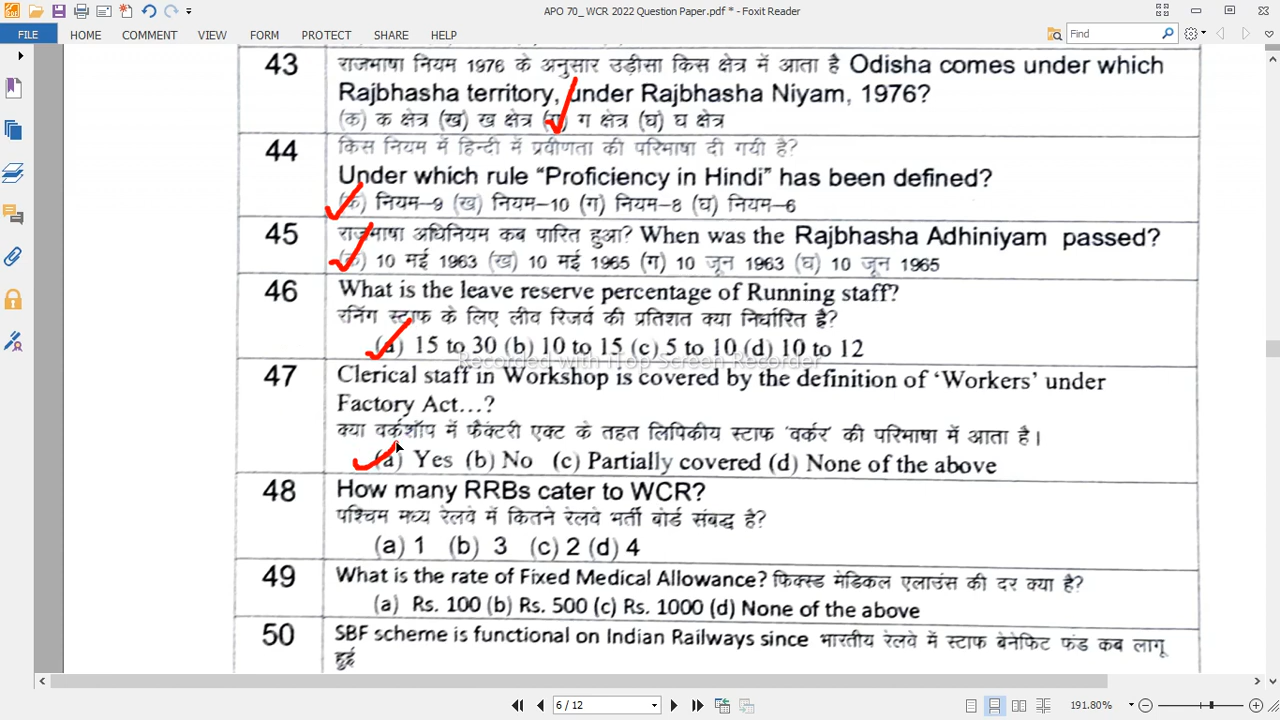 APO 70_ WCR 2022 Question Paper.pdf * - Foxit Reader
FILE HOME COMMENT VIEW FORM PROTECT SHARE HELP
Find
43 राजभाषा नियम 1976 के अनुसार उड़ीसा किस क्षेत्र में आता है Odisha comes under which
Rajbhasha territory, under Rajbhasha Niyam, 1976?
(क) क क्षेत्र (ख) ख क्षेत्र (ग) ग क्षेत्र (घ) घ क्षेत्र
44 किस नियम में हिन्दी में प्रवीणता की परिभाषा दी गयी है?
Under which rule “Proficiency in Hindi” has been defined?
(क) नियम-9 (ख) नियम-10 (ग) नियम-8 (घ) नियम-6
45 राजभाषा अधिनियम कब पारित हुआ? When was the Rajbhasha Adhiniyam passed?
(क) 10 मई 1963 (ख) 10 मई 1965 (ग) 10 जून 1963 (घ) 10 जून 1965
46 What is the leave reserve percentage of Running staff?
रनिंग स्टाफ के लिए लीव रिजर्व की प्रतिशत क्या निर्धारित है?
(a) 15 to 30 (b) 10 to 15 (c) 5 to 10 (d) 10 to 12
Recorded with iTop Screen Recorder
47 Clerical staff in Workshop is covered by the definition of ‘Workers’ under
Factory Act...?
क्या वर्कशॉप में फैक्टरी एक्ट के तहत लिपिकीय स्टाफ ‘वर्कर’ की परिभाषा में आता है।
(a) Yes (b) No (c) Partially covered (d) None of the above
48 How many RRBs cater to WCR?
पश्चिम मध्य रेलवे में कितने रेलवे भर्ती बोर्ड संबद्ध है?
(a) 1 (b) 3 (c) 2 (d) 4
49 What is the rate of Fixed Medical Allowance? फिक्स्ड मेडिकल एलाउंस की दर क्या है?
(a) Rs. 100 (b) Rs. 500 (c) Rs. 1000 (d) None of the above
50 SBF scheme is functional on Indian Railways since भारतीय रेलवे में स्टाफ बेनेफिट फंड कब लागू
हुई
6 / 12 191.80%